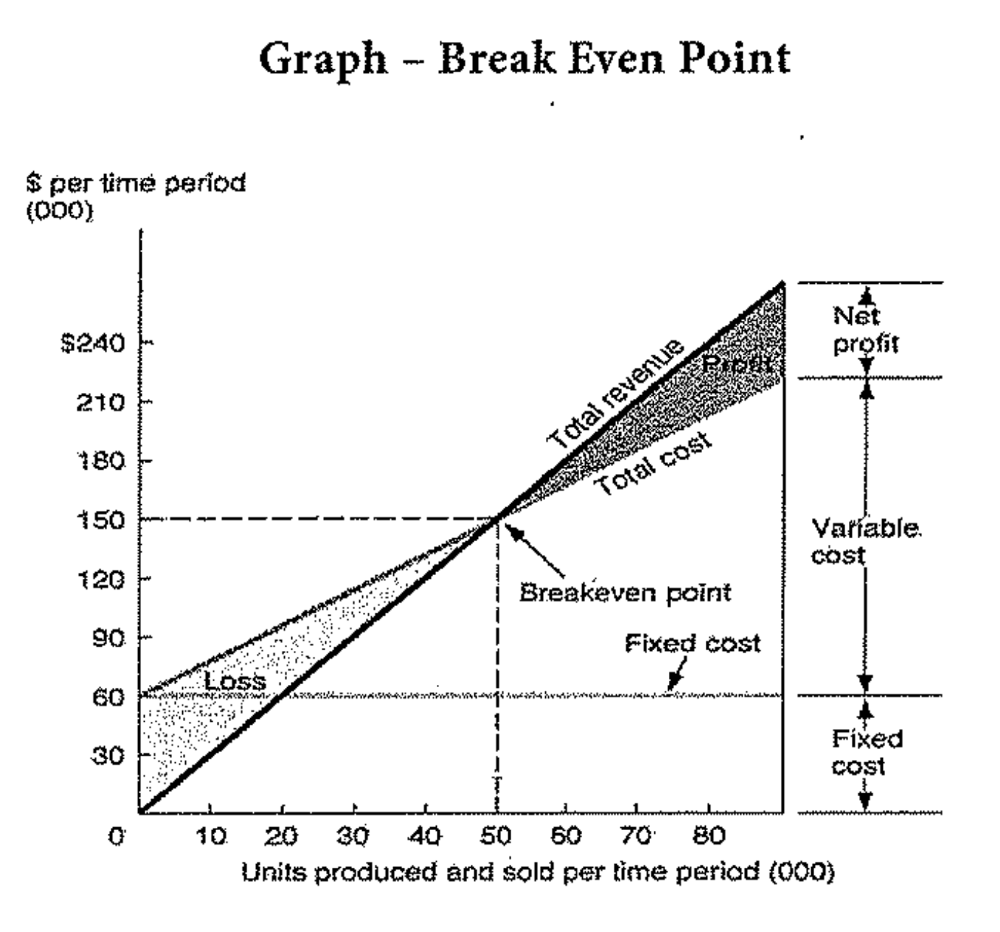 Graph – Break Even Point
$ per time period
(000)
$240
210
180
150
120
90
60
30
0
10
20
30
40
50
60
70
80
Units produced and sold per time period (000)
Total revenue
Profit
Total cost
Breakeven point
Fixed cost
Loss
Net
profit
Variable
cost
Fixed
cost